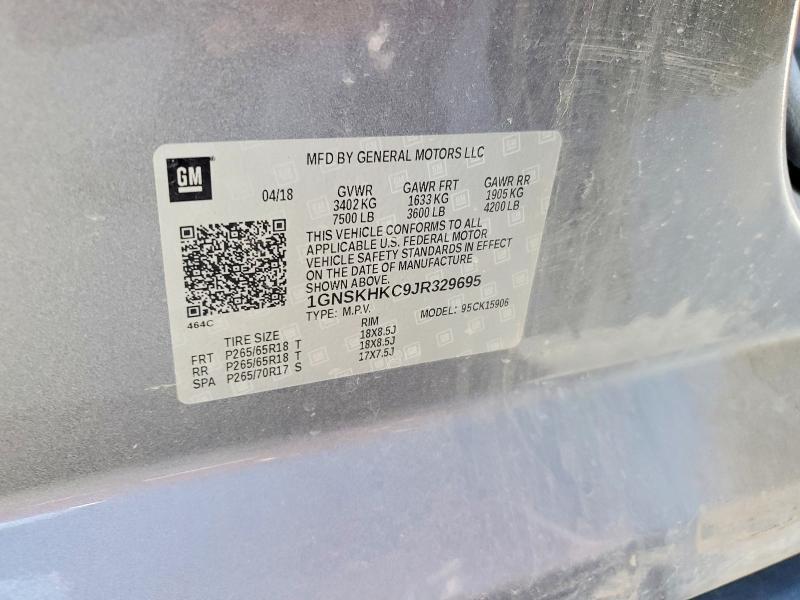 GM
MFD BY GENERAL MOTORS LLC
04/18 GVWR GAWR FRT GAWR RR
3402 KG 1633 KG 1905 KG
7500 LB 3600 LB 4200 LB
THIS VEHICLE CONFORMS TO ALL
APPLICABLE U.S. FEDERAL MOTOR
VEHICLE SAFETY STANDARDS IN EFFECT
ON THE DATE OF MANUFACTURE
SHOWN ABOVE.
1GNSKHKC9JR329695
TYPE: M.P.V. MODEL: 95CK15906
464C
TIRE SIZE RIM
FRT P265/65R18 T 18X8.5J
RR P265/65R18 T 18X8.5J
SPA P265/70R17 S 17X7.5J